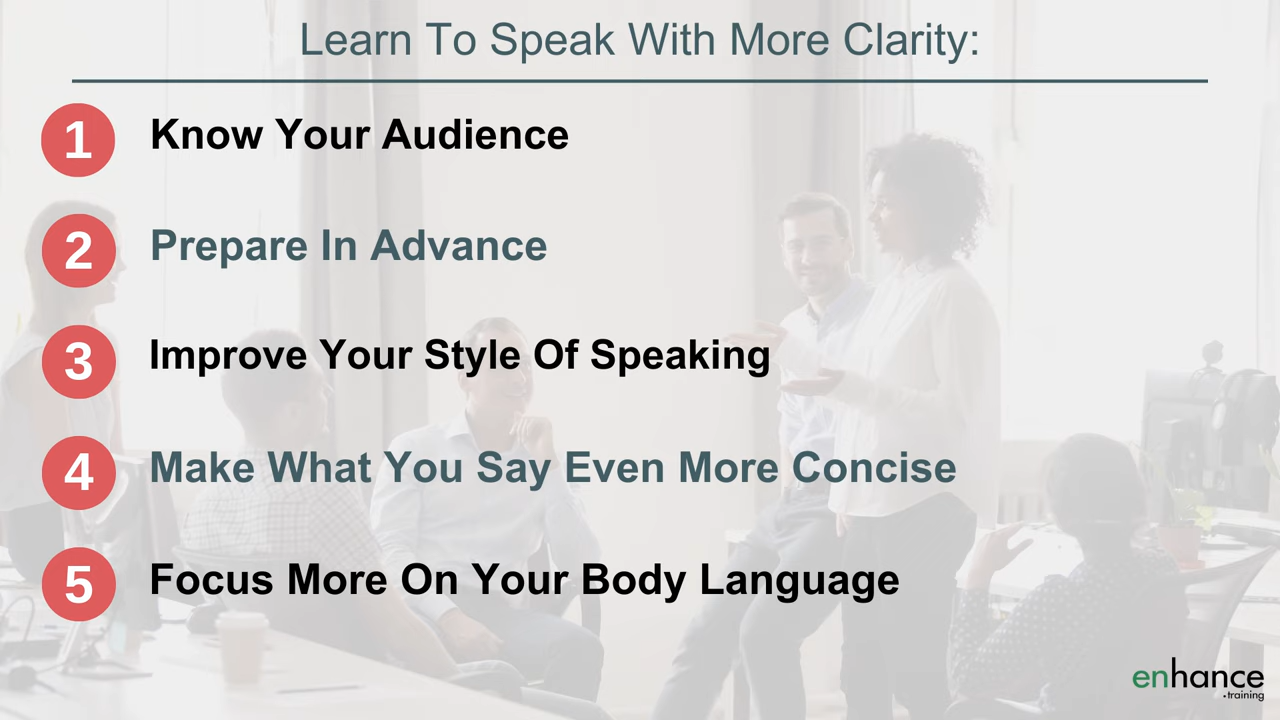 Learn To Speak With More Clarity:
1 Know Your Audience
2 Prepare In Advance
3 Improve Your Style Of Speaking
4 Make What You Say Even More Concise
5 Focus More On Your Body Language
enhance
.training